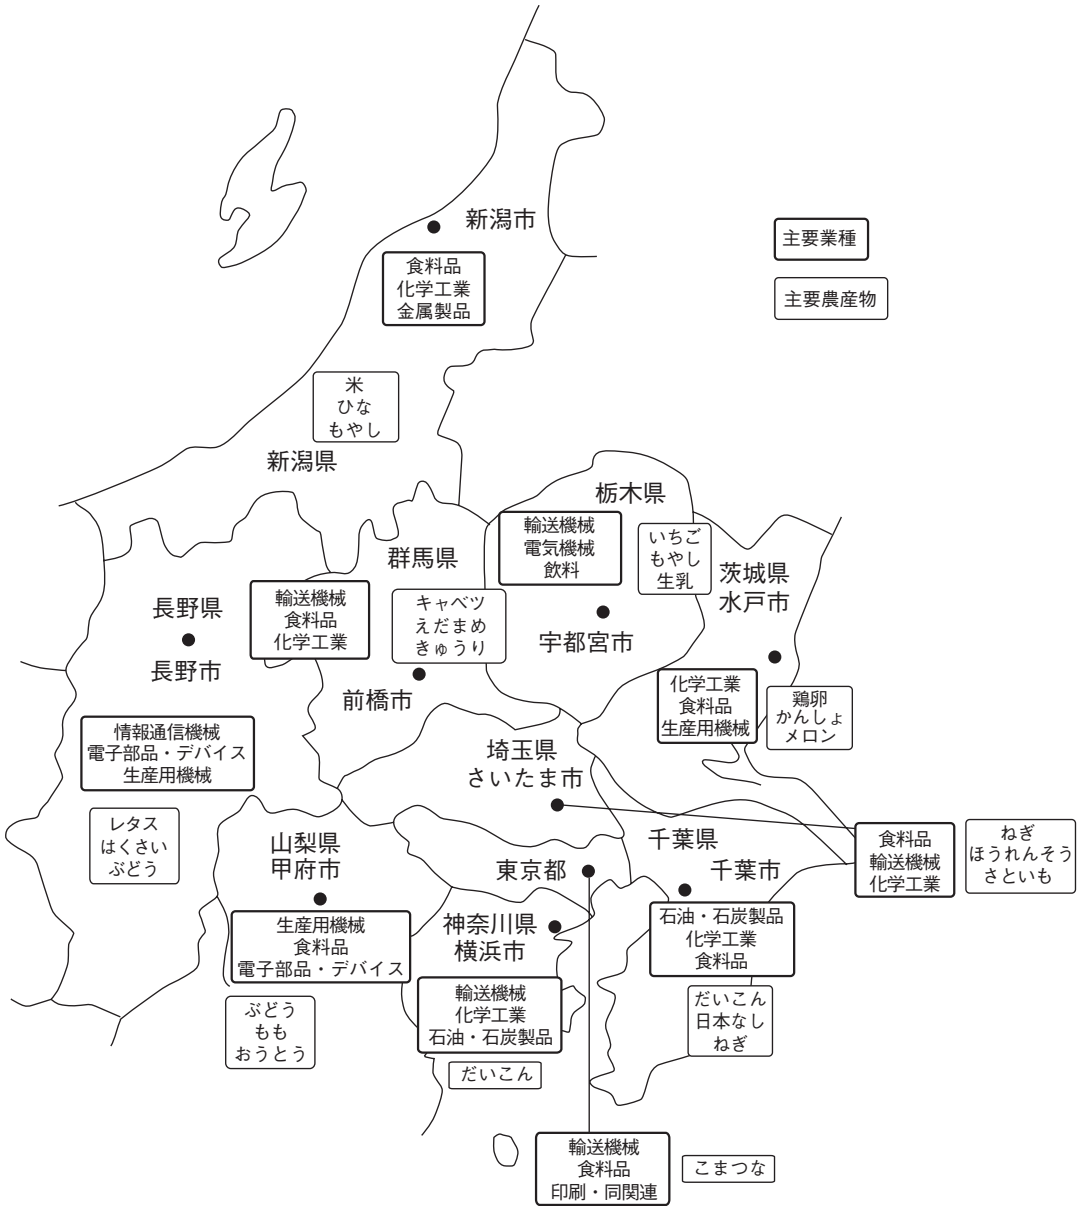 新潟市
食料品
化学工業
金属製品
米
ひな
もやし
新潟県
主要業種
主要農産物
栃木県
輸送機械
電気機械
飲料
いちご
もやし
生乳
宇都宮市
群馬県
輸送機械
食料品
化学工業
キャベツ
えだまめ
きゅうり
前橋市
茨城県
水戸市
化学工業
食料品
生産用機械
鶏卵
かんしょ
メロン
長野県
長野市
情報通信機械
電子部品・デバイス
生産用機械
レタス
はくさい
ぶどう
埼玉県
さいたま市
食料品
輸送機械
化学工業
ねぎ
ほうれんそう
さといも
千葉県
千葉市
石油・石炭製品
化学工業
食料品
だいこん
日本なし
ねぎ
山梨県
甲府市
生産用機械
食料品
電子部品・デバイス
ぶどう
もも
おうとう
東京都
神奈川県
横浜市
輸送機械
化学工業
石油・石炭製品
だいこん
輸送機械
食料品
印刷・同関連
こまつな